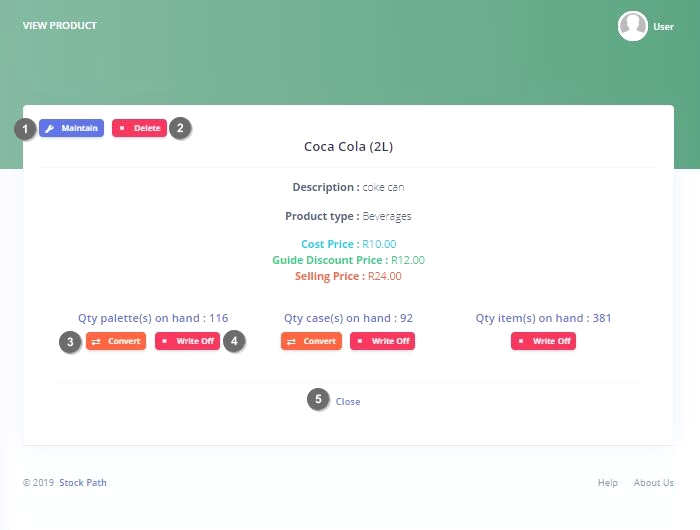 VIEW PRODUCT
User
1 Maintain Delete 2
Coca Cola (2L)
Description : coke can
Product type : Beverages
Cost Price : R10.00
Guide Discount Price : R12.00
Selling Price : R24.00
Qty palette(s) on hand : 116 Qty case(s) on hand : 92 Qty item(s) on hand : 381
3 Convert Write Off 4 Convert Write Off Write Off
5 Close
© 2019 Stock Path Help About Us